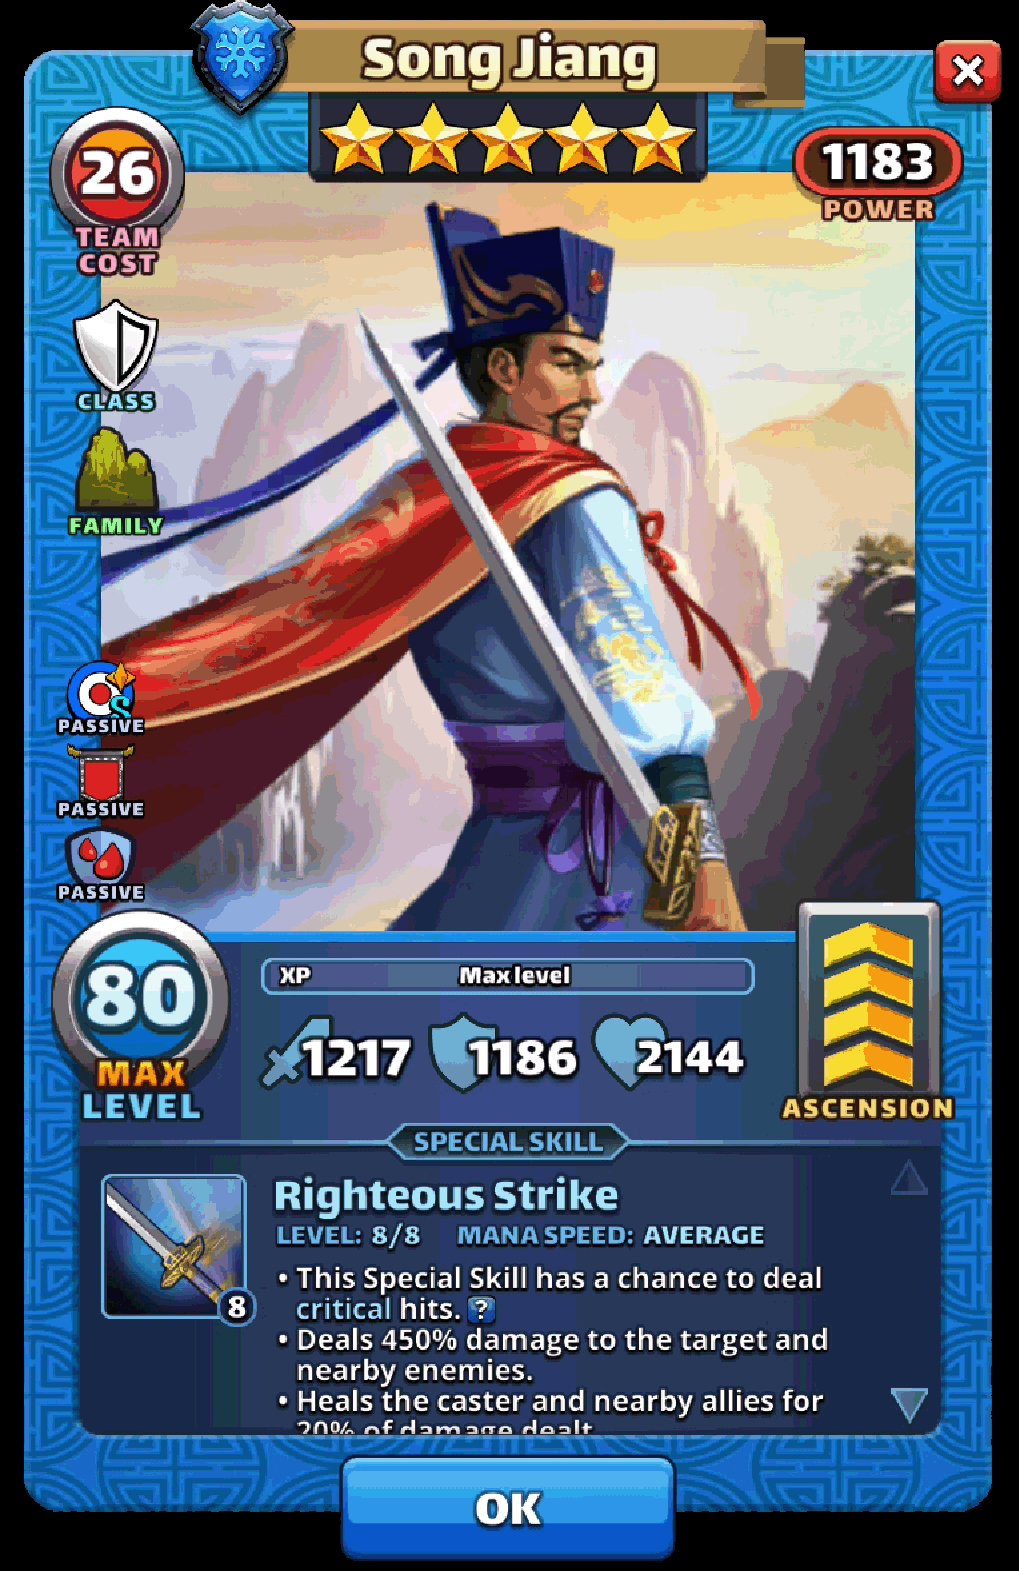 Song Jiang
26
TEAM
COST
1183
POWER
CLASS
FAMILY
PASSIVE
PASSIVE
PASSIVE
80
MAX
LEVEL
XP Max level
1217 1186 2144
ASCENSION
SPECIAL SKILL
Righteous Strike
LEVEL: 8/8 MANA SPEED: AVERAGE
8
• This Special Skill has a chance to deal
critical hits. ?
• Deals 450% damage to the target and
nearby enemies.
• Heals the caster and nearby allies for
20% of damage dealt
OK